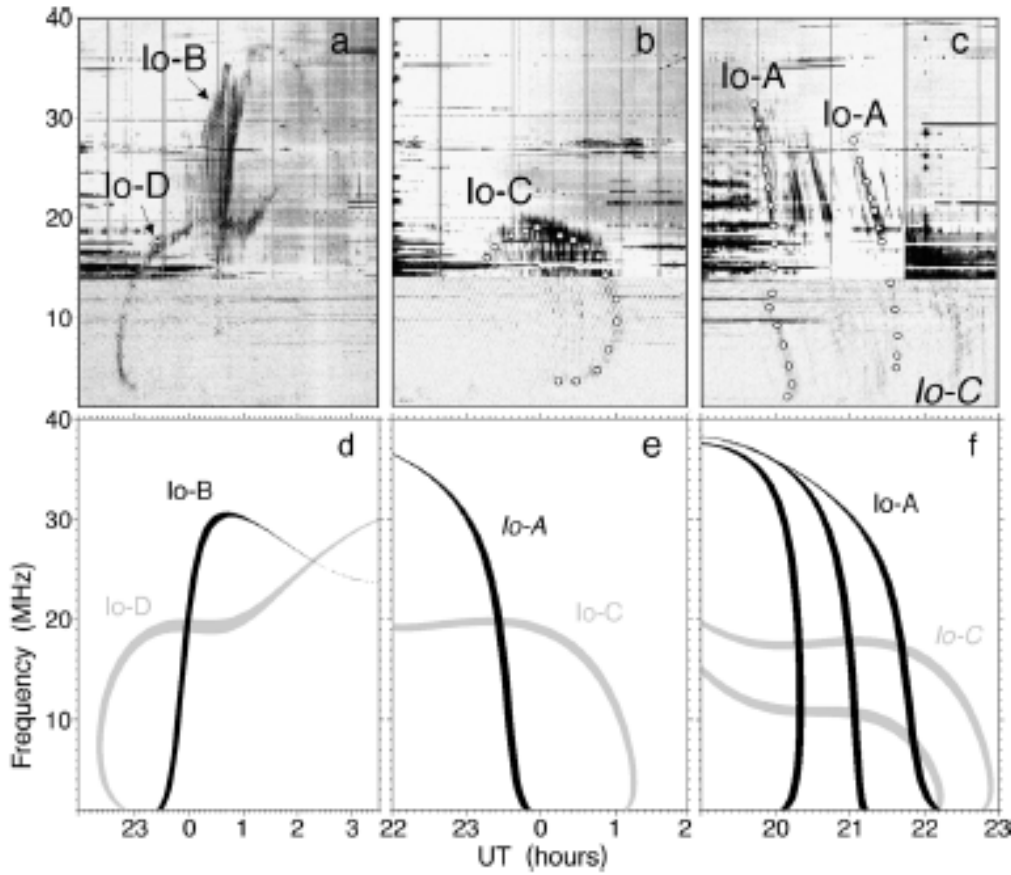 40
30
20
10
a
Io-B
Io-D
b
Io-C
c
Io-A
Io-A
Io-C
40
30
20
10
Frequency (MHz)
d
Io-B
Io-D
e
Io-A
Io-C
f
Io-A
Io-C
23 0 1 2 3
22 23 0 1 2
20 21 22 23
UT (hours)